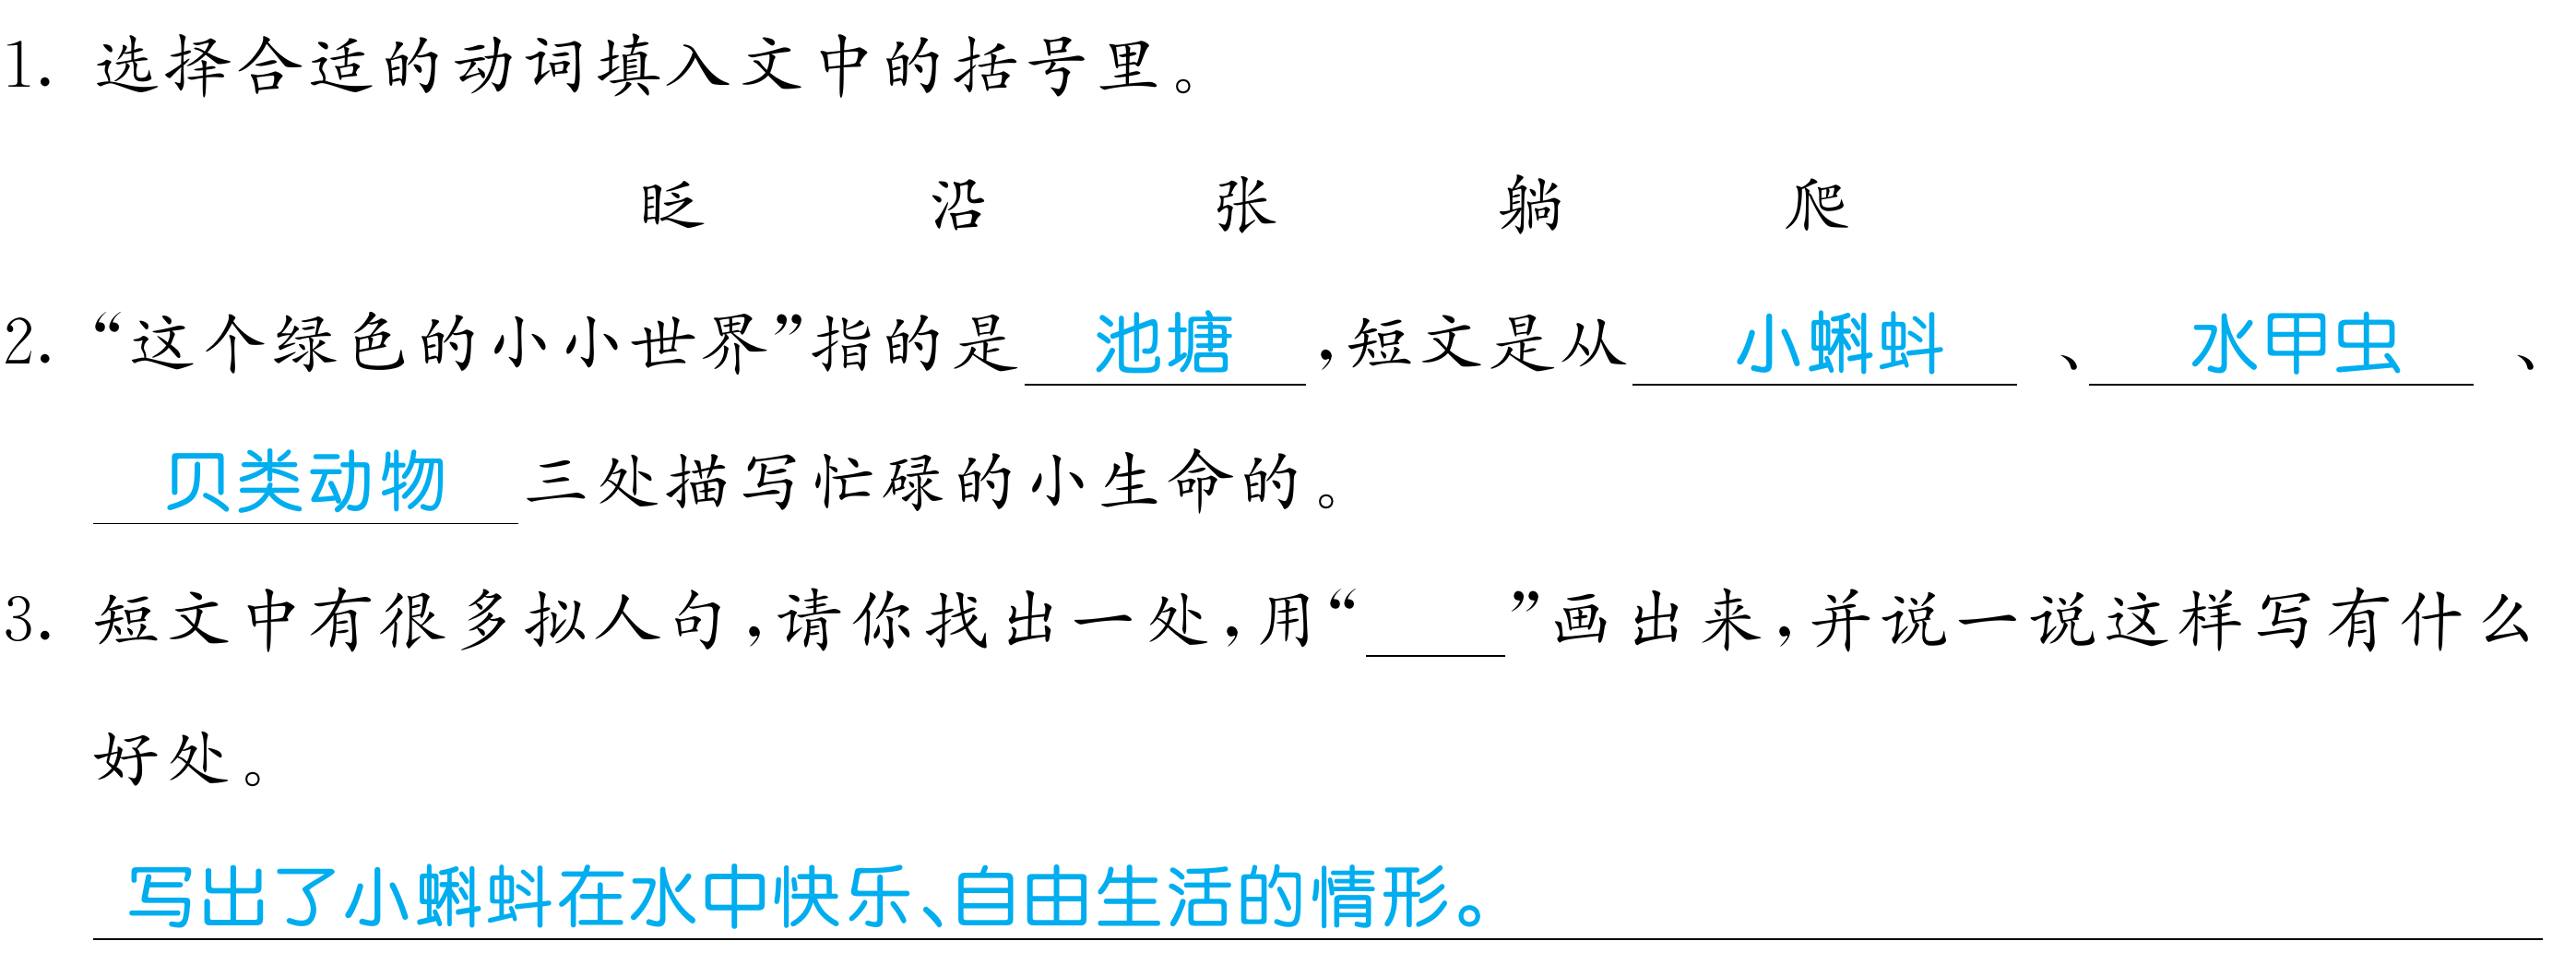 1. 选择合适的动词填入文中的括号里。
眨 沿 张 躺 爬
2. “这个绿色的小小世界”指的是 池塘 ,短文是从 小蝌蚪 、 水甲虫 、
贝类动物 三处描写忙碌的小生命的。
3. 短文中有很多拟人句,请你找出一处,用“____”画出来,并说一说这样写有什么
好处。
写出了小蝌蚪在水中快乐、自由生活的情形。